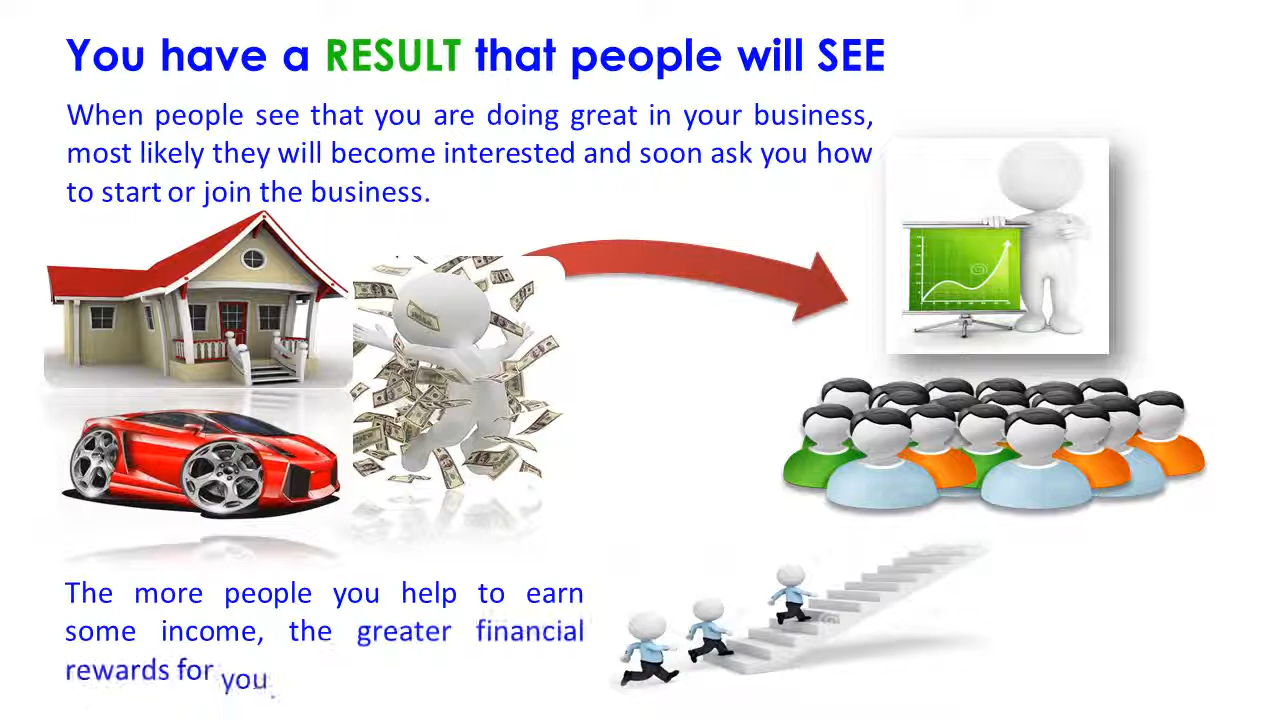 You have a RESULT that people will SEE
When people see that you are doing great in your business,
most likely they will become interested and soon ask you how
to start or join the business.
The more people you help to earn
some income, the greater financial
rewards for you.